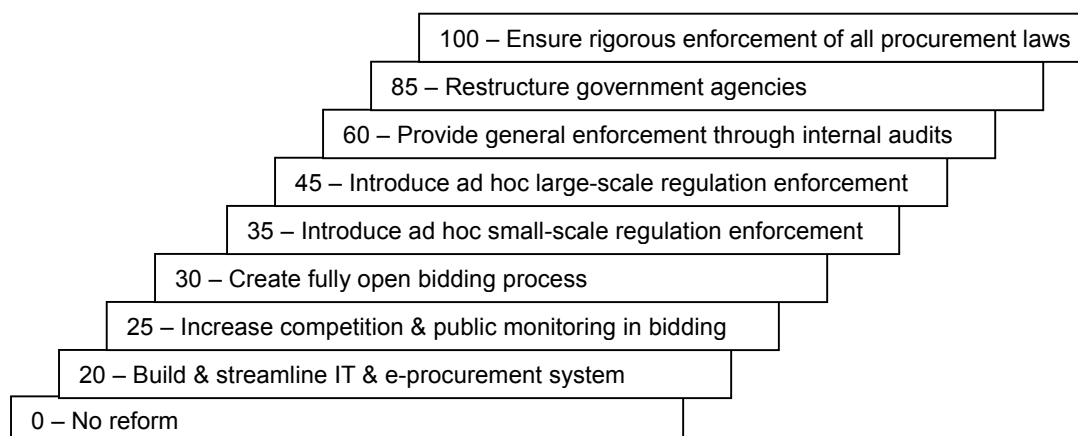 100 – Ensure rigorous enforcement of all procurement laws
85 – Restructure government agencies
60 – Provide general enforcement through internal audits
45 – Introduce ad hoc large-scale regulation enforcement
35 – Introduce ad hoc small-scale regulation enforcement
30 – Create fully open bidding process
25 – Increase competition & public monitoring in bidding
20 – Build & streamline IT & e-procurement system
0 – No reform